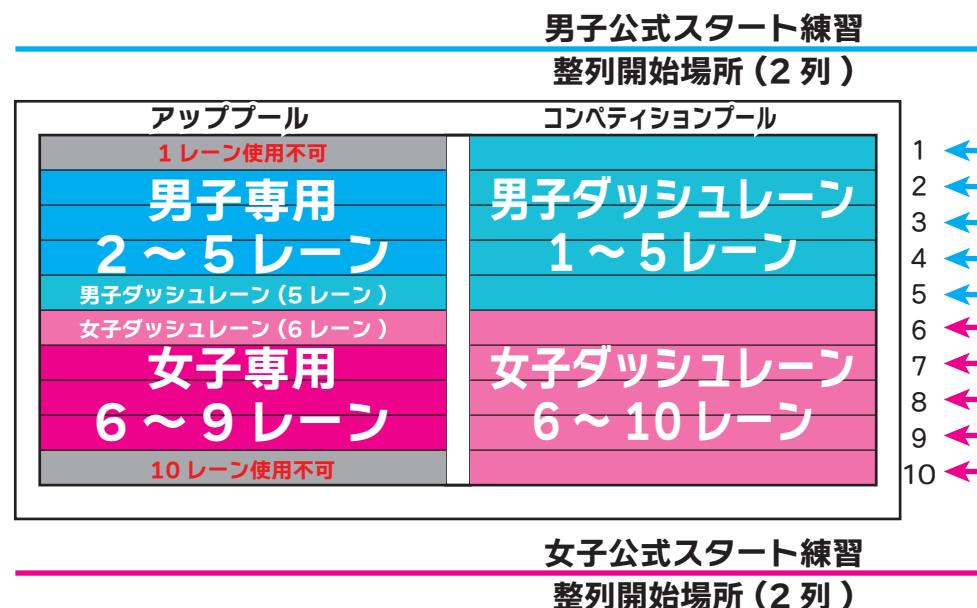 男子公式スタート練習
整列開始場所（2 列 ）
アッププール
コンペティションプール
1 レーン使用不可
男子専用
2 ～ 5 レーン
男子ダッシュレーン（5 レーン ）
女子ダッシュレーン（6 レーン ）
女子専用
6 ～ 9 レーン
10 レーン使用不可
男子ダッシュレーン
1 ～ 5 レーン
女子ダッシュレーン
6 ～ 10 レーン
1
2
3
4
5
6
7
8
9
10
女子公式スタート練習
整列開始場所（2 列 ）